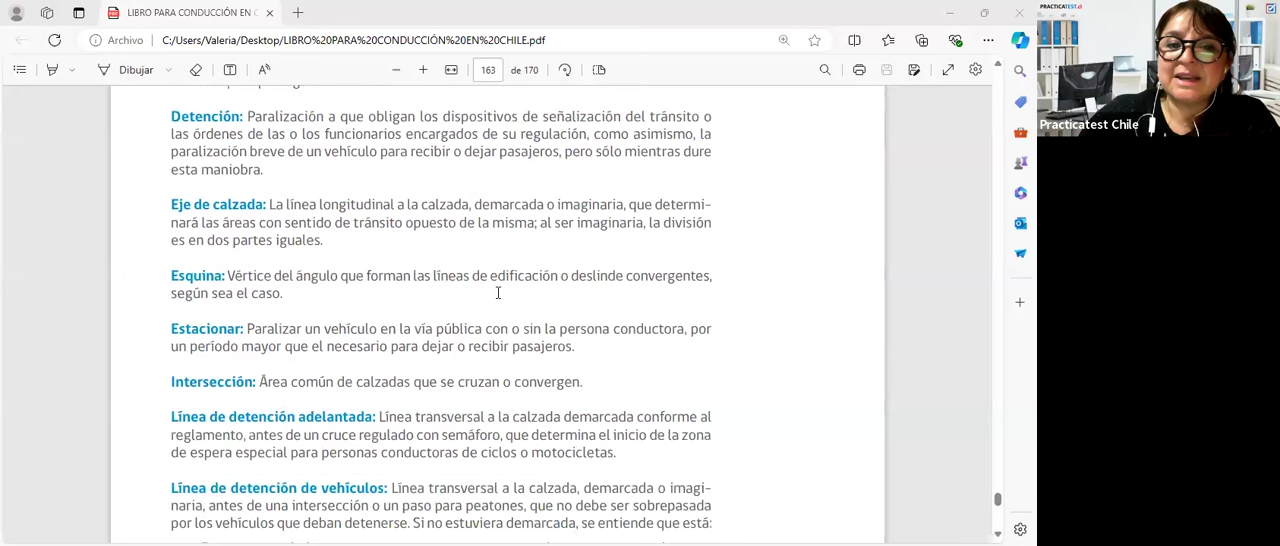 LIBRO PARA CONDUCCIÓN EN C
Archivo
C:/Users/Valeria/Desktop/LIBRO%20PARA%20CONDUCCIÓN%20EN%20CHILE.pdf
Dibujar
163 de 170
PRACTICATEST.cl
Practicatest Chile
Detención: Paralización a que obligan los dispositivos de señalización del tránsito o
las órdenes de las o los funcionarios encargados de su regulación, como asimismo, la
paralización breve de un vehículo para recibir o dejar pasajeros, pero sólo mientras dure
esta maniobra.
Eje de calzada: La línea longitudinal a la calzada, demarcada o imaginaria, que determi-
nará las áreas con sentido de tránsito opuesto de la misma; al ser imaginaria, la división
es en dos partes iguales.
Esquina: Vértice del ángulo que forman las líneas de edificación o deslinde convergentes,
según sea el caso.
Estacionar: Paralizar un vehículo en la vía pública con o sin la persona conductora, por
un período mayor que el necesario para dejar o recibir pasajeros.
Intersección: Área común de calzadas que se cruzan o convergen.
Línea de detención adelantada: Línea transversal a la calzada demarcada conforme al
reglamento, antes de un cruce regulado con semáforo, que determina el inicio de la zona
de espera especial para personas conductoras de ciclos o motocicletas.
Línea de detención de vehículos: Línea transversal a la calzada, demarcada o imagi-
naria, antes de una intersección o un paso para peatones, que no debe ser sobrepasada
por los vehículos que deban detenerse. Si no estuviera demarcada, se entiende que está: